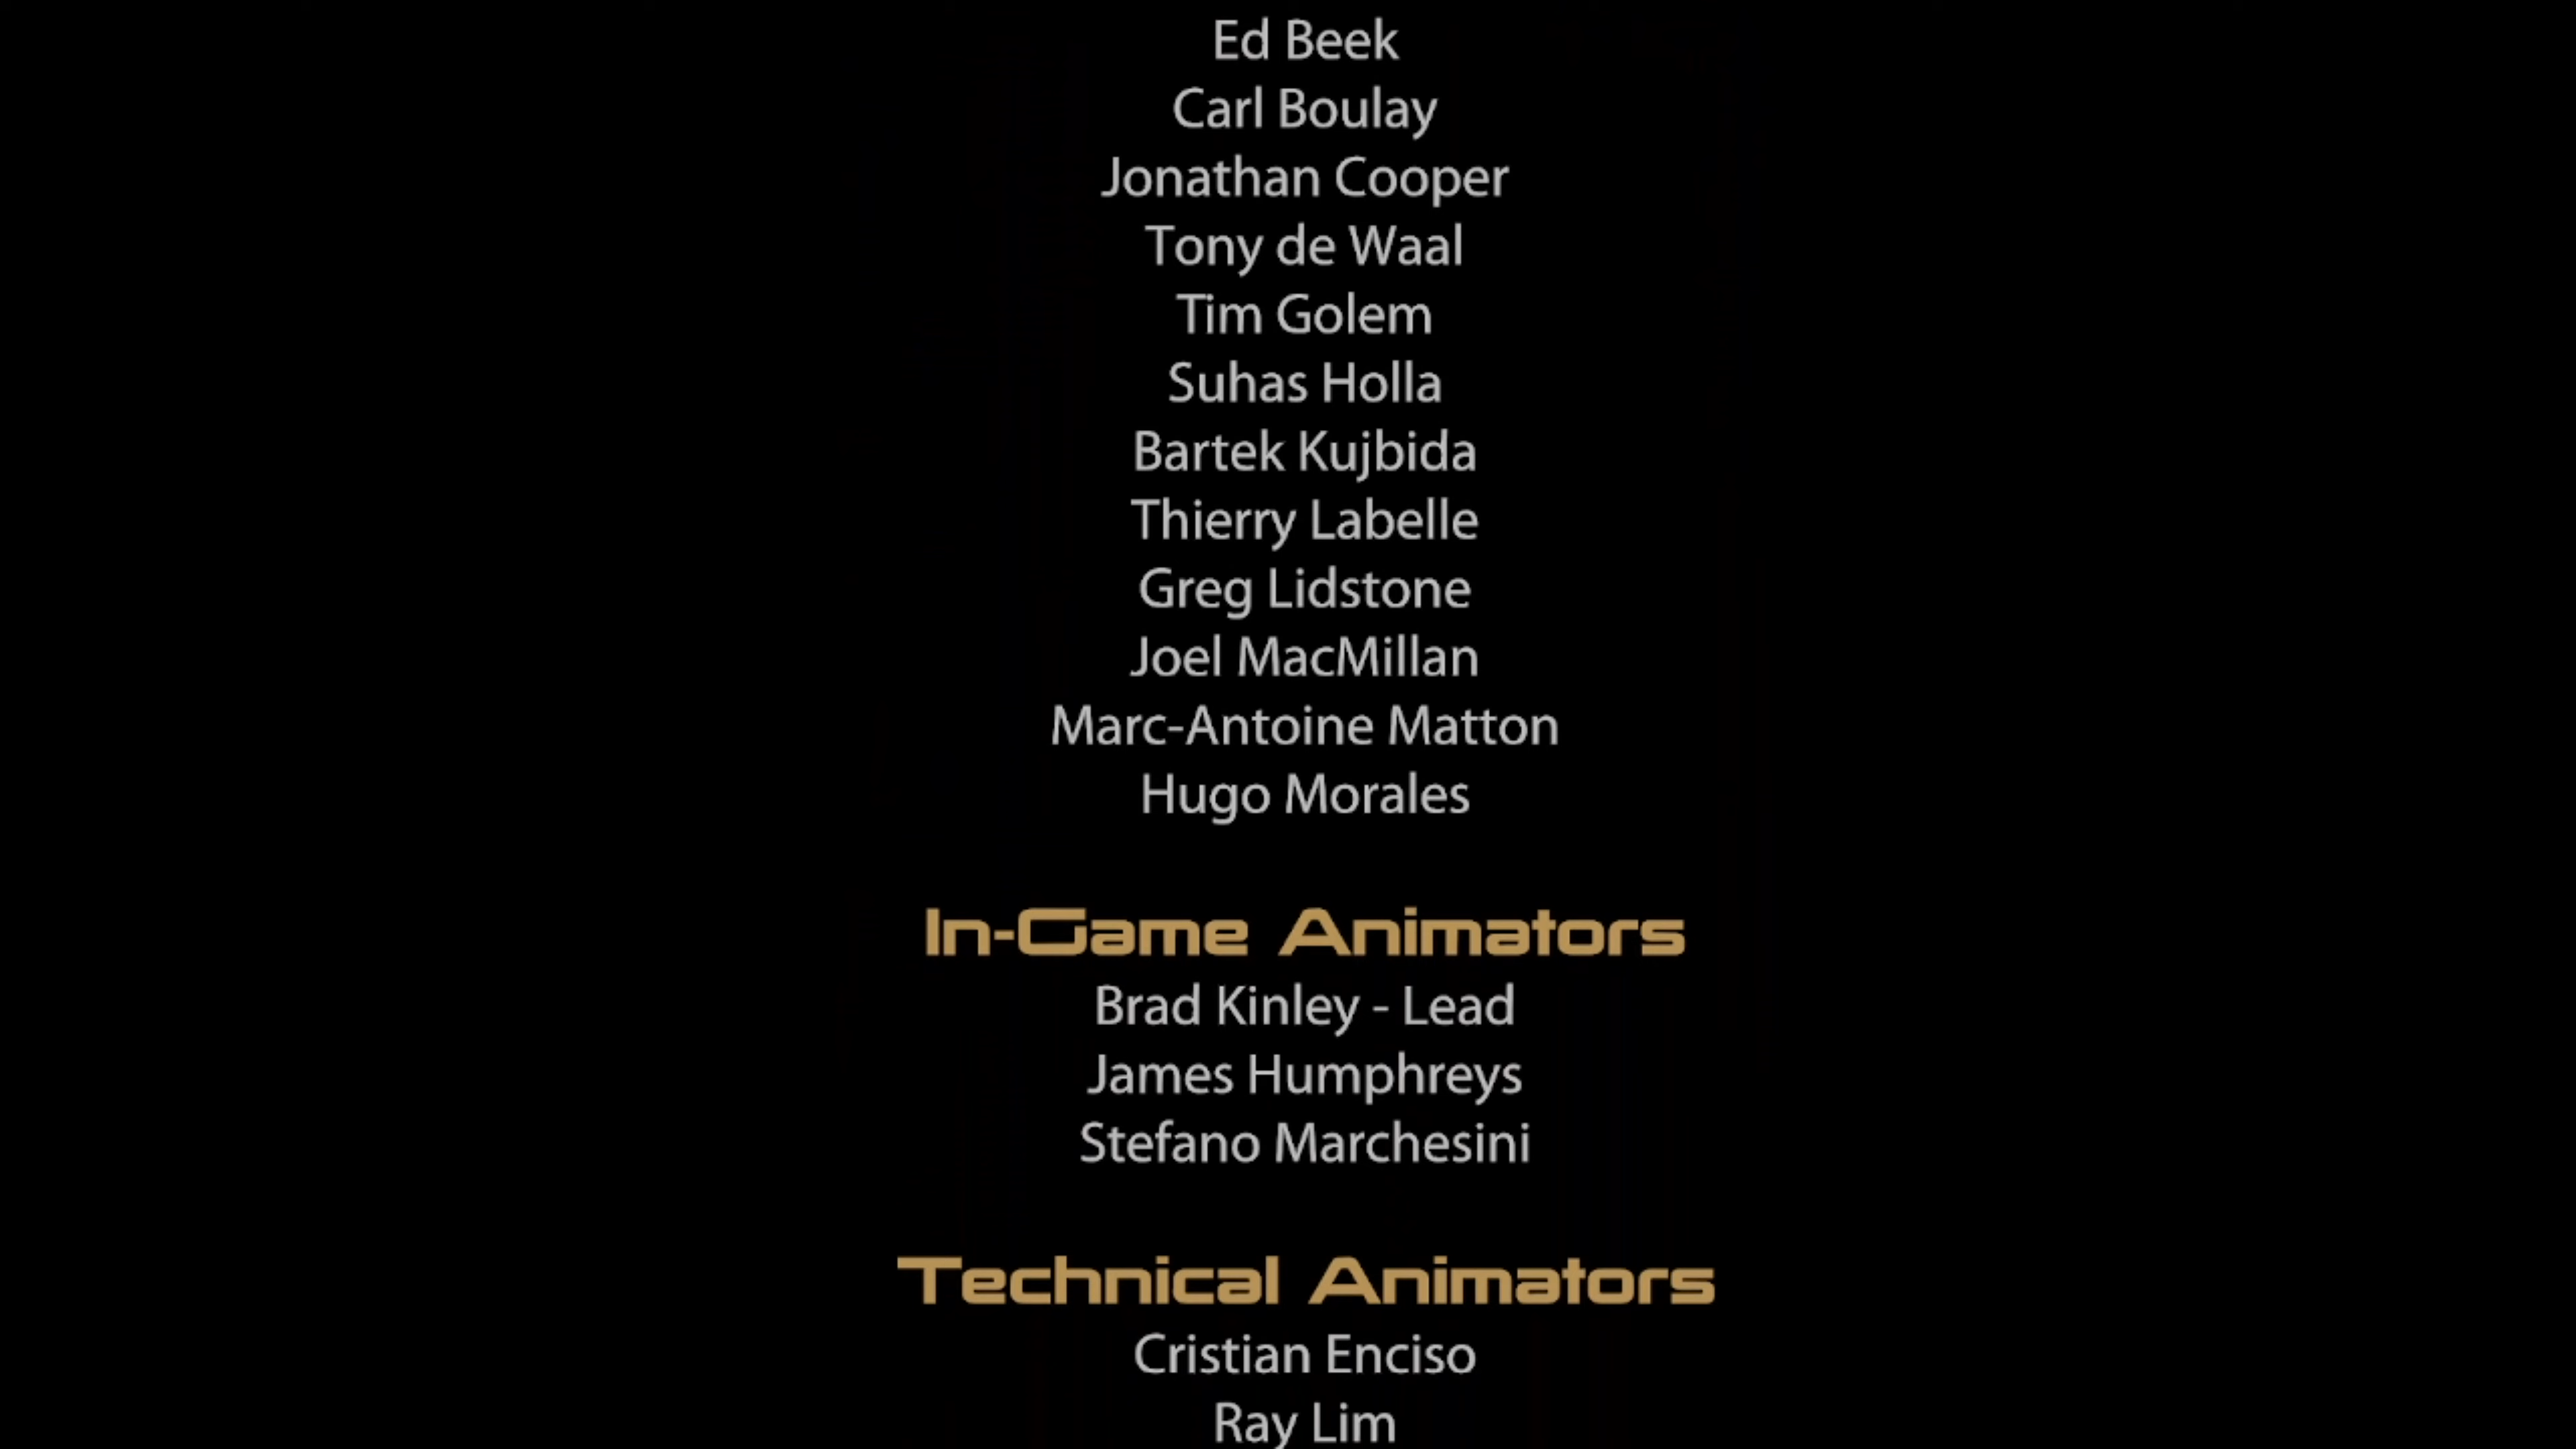 Ed Beek
Carl Boulay
Jonathan Cooper
Tony de Waal
Tim Golem
Suhas Holla
Bartek Kujbida
Thierry Labelle
Greg Lidstone
Joel MacMillan
Marc-Antoine Matton
Hugo Morales
In-Game Animators
Brad Kinley - Lead
James Humphreys
Stefano Marchesini
Technical Animators
Cristian Enciso
Ray Lim